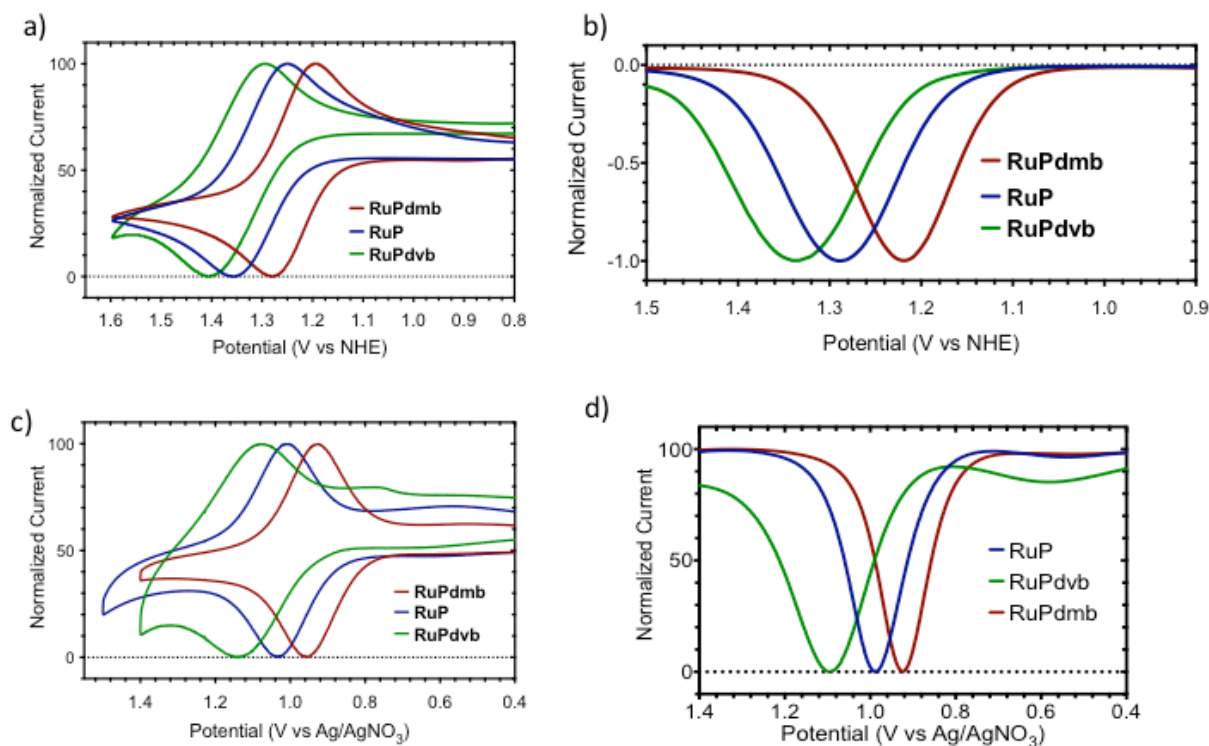 a)
100
50
0
Normalized Current
RuPdmb
RuP
RuPdvb
1.6 1.5 1.4 1.3 1.2 1.1 1.0 0.9 0.8
Potential (V vs NHE)
b)
0.0
-0.5
-1.0
Normalized Current
RuPdmb
RuP
RuPdvb
1.5 1.4 1.3 1.2 1.1 1.0 0.9
Potential (V vs NHE)
c)
100
50
0
Normalized Current
RuPdmb
RuP
RuPdvb
1.4 1.2 1.0 0.8 0.6 0.4
Potential (V vs Ag/AgNO₃)
d)
100
50
0
Normalized Current
RuP
RuPdvb
RuPdmb
1.4 1.2 1.0 0.8 0.6 0.4
Potential (V vs Ag/AgNO₃)